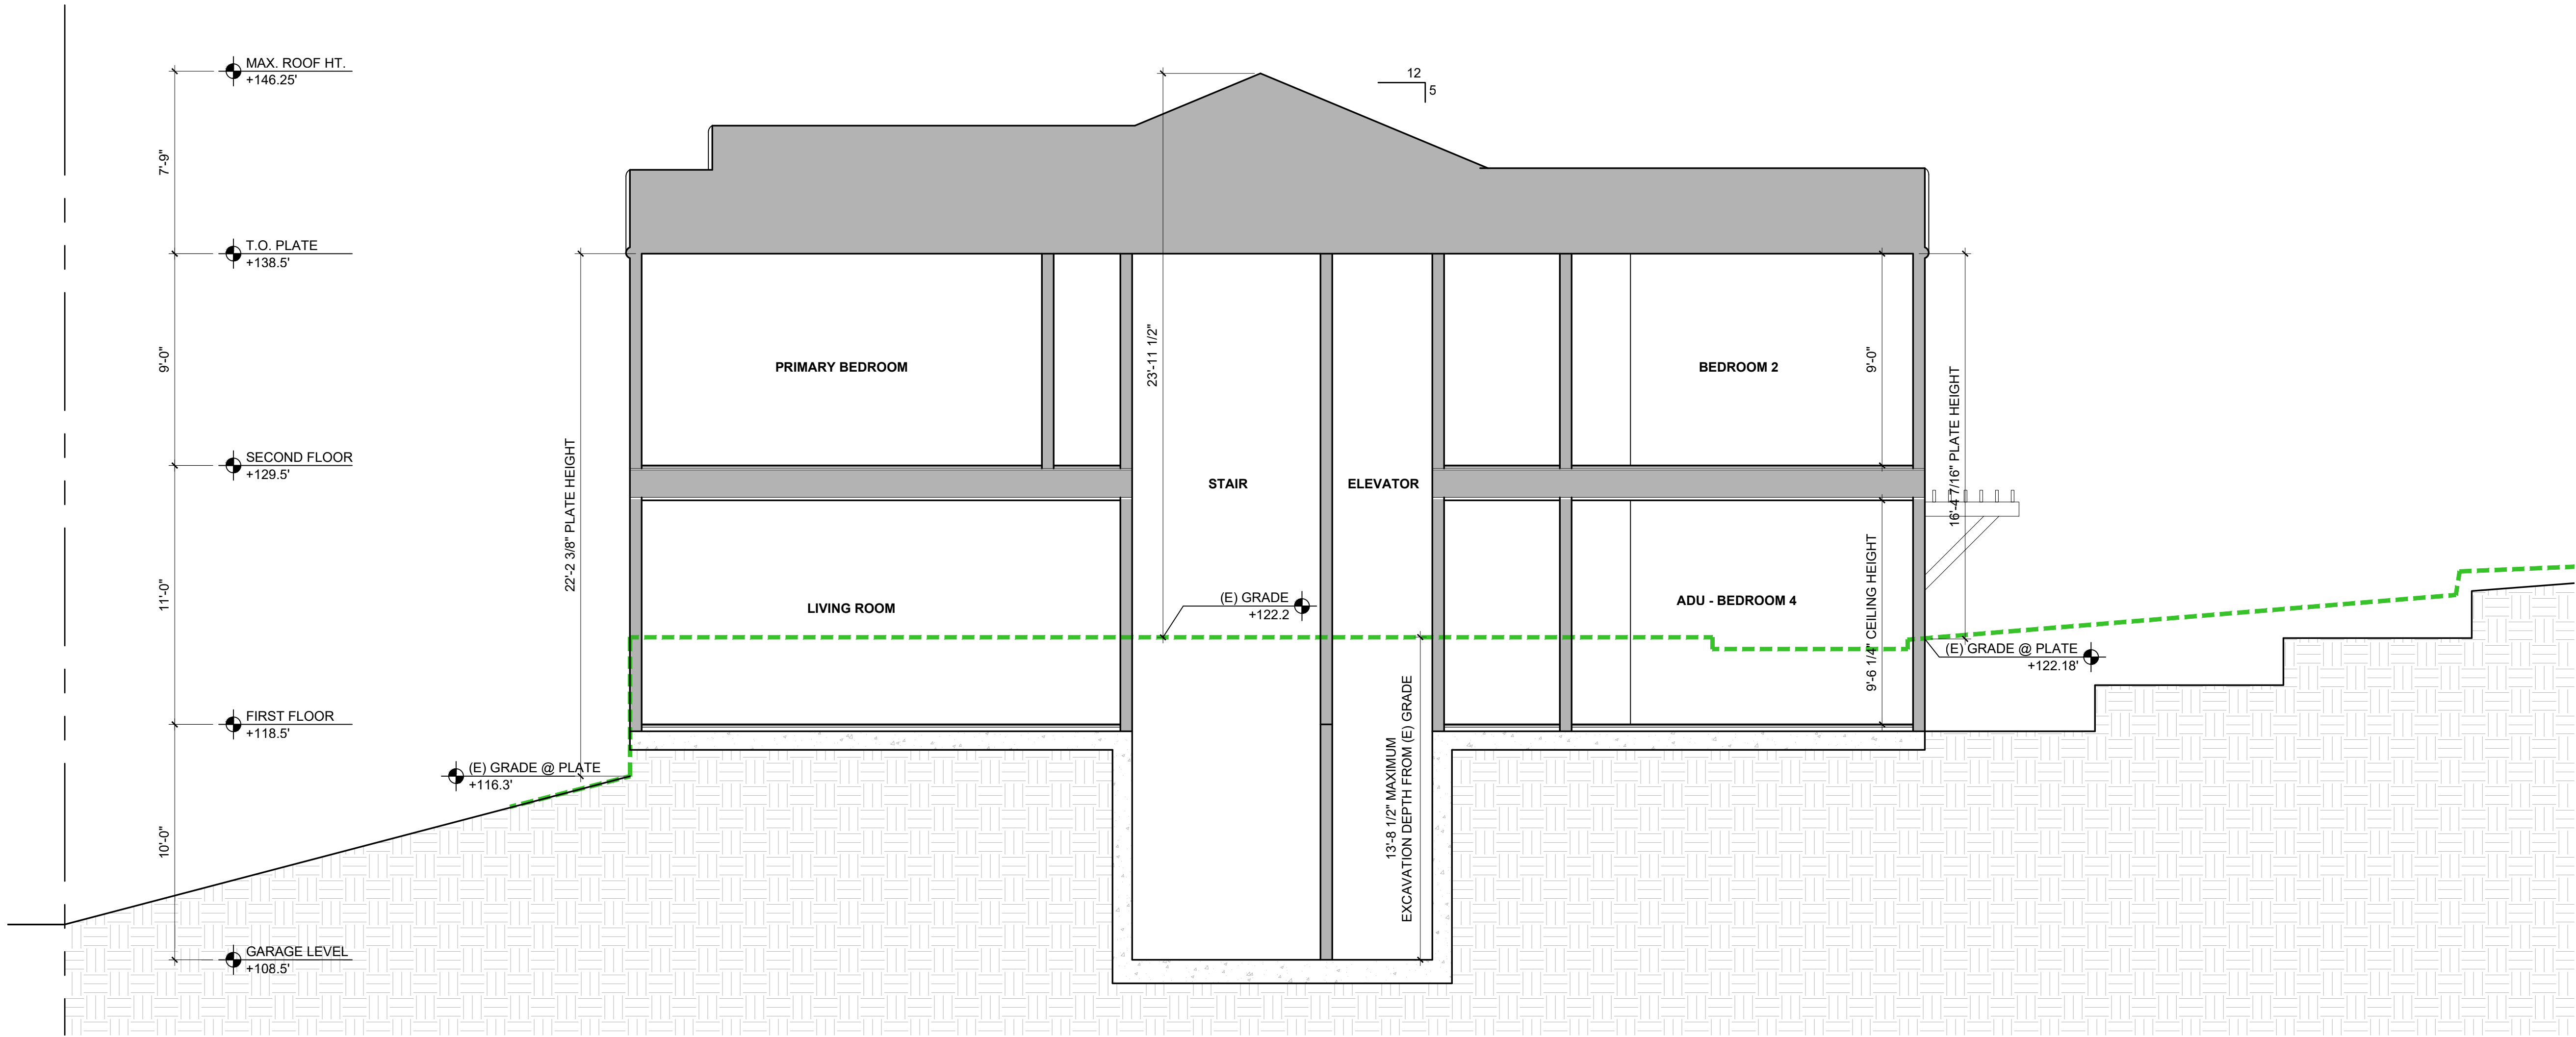 MAX. ROOF HT.
+146.25'
12
5
7'-9"
T.O. PLATE
+138.5'
9'-0"
23'-11 1/2"
PRIMARY BEDROOM
BEDROOM 2
9'-0"
16'-4 7/16" PLATE HEIGHT
SECOND FLOOR
+129.5'
22'-2 3/8" PLATE HEIGHT
STAIR
ELEVATOR
11'-0"
LIVING ROOM
(E) GRADE
+122.2
ADU - BEDROOM 4
9'-6 1/4" CEILING HEIGHT
(E) GRADE @ PLATE
+122.18'
FIRST FLOOR
+118.5'
(E) GRADE @ PLATE
+116.3'
13'-8 1/2" MAXIMUM
EXCAVATION DEPTH FROM (E) GRADE
10'-0"
GARAGE LEVEL
+108.5'